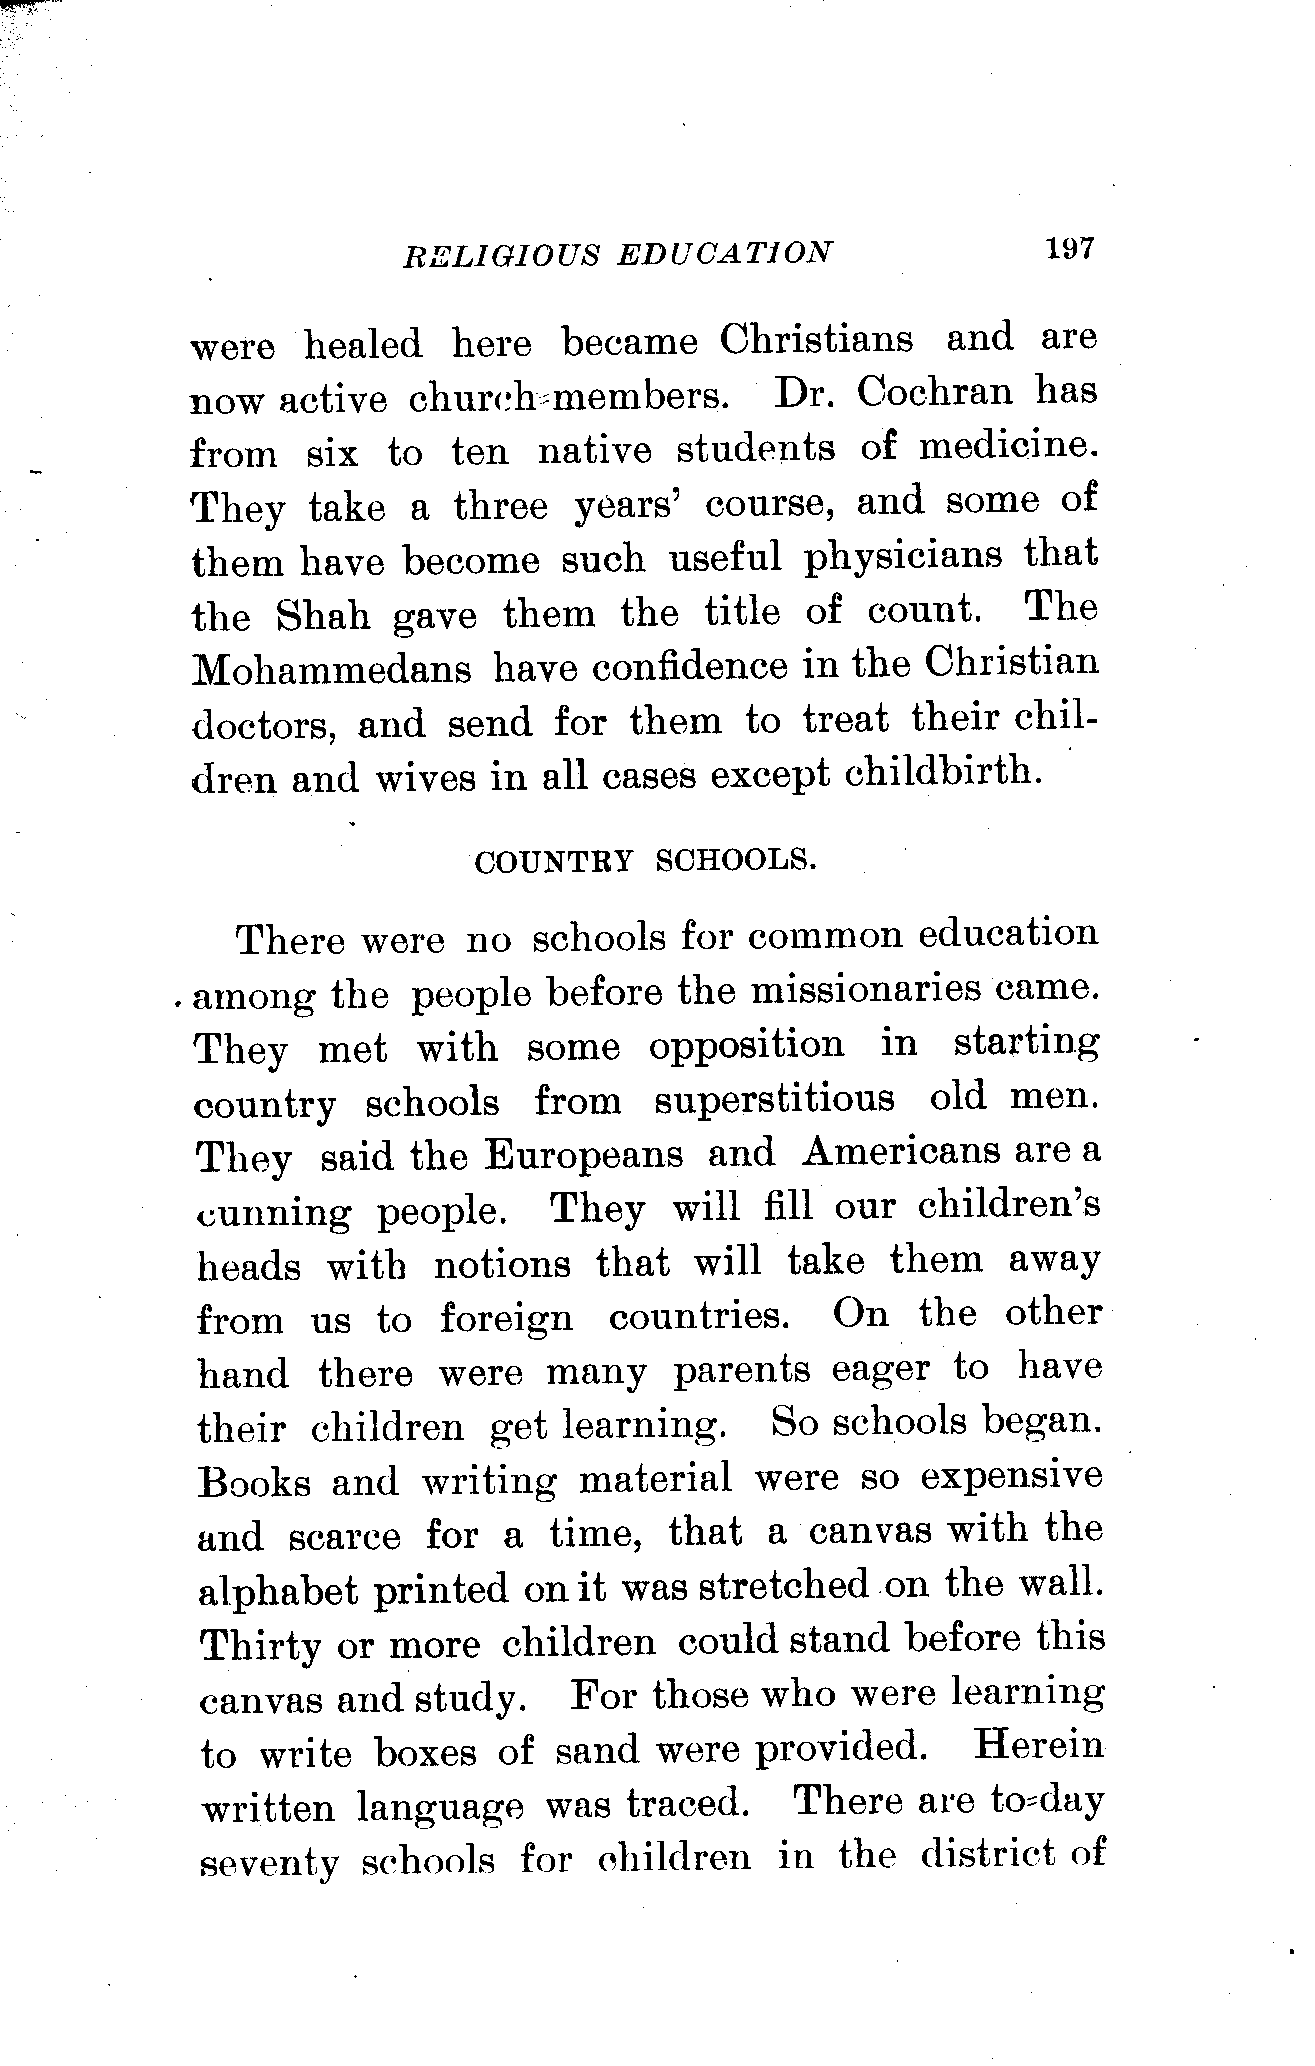 RELIGIOUS EDUCATION 197
were healed here became Christians and are
now active church-members. Dr. Cochran has
from six to ten native students of medicine.
They take a three years' course, and some of
them have become such useful physicians that
the Shah gave them the title of count. The
Mohammedans have confidence in the Christian
doctors, and send for them to treat their chil-
dren and wives in all cases except childbirth.
COUNTRY SCHOOLS.
There were no schools for common education
among the people before the missionaries came.
They met with some opposition in starting
country schools from superstitious old men.
They said the Europeans and Americans are a
cunning people. They will fill our children's
heads with notions that will take them away
from us to foreign countries. On the other
hand there were many parents eager to have
their children get learning. So schools began.
Books and writing material were so expensive
and scarce for a time, that a canvas with the
alphabet printed on it was stretched on the wall.
Thirty or more children could stand before this
canvas and study. For those who were learning
to write boxes of sand were provided. Herein
written language was traced. There are to-day
seventy schools for children in the district of